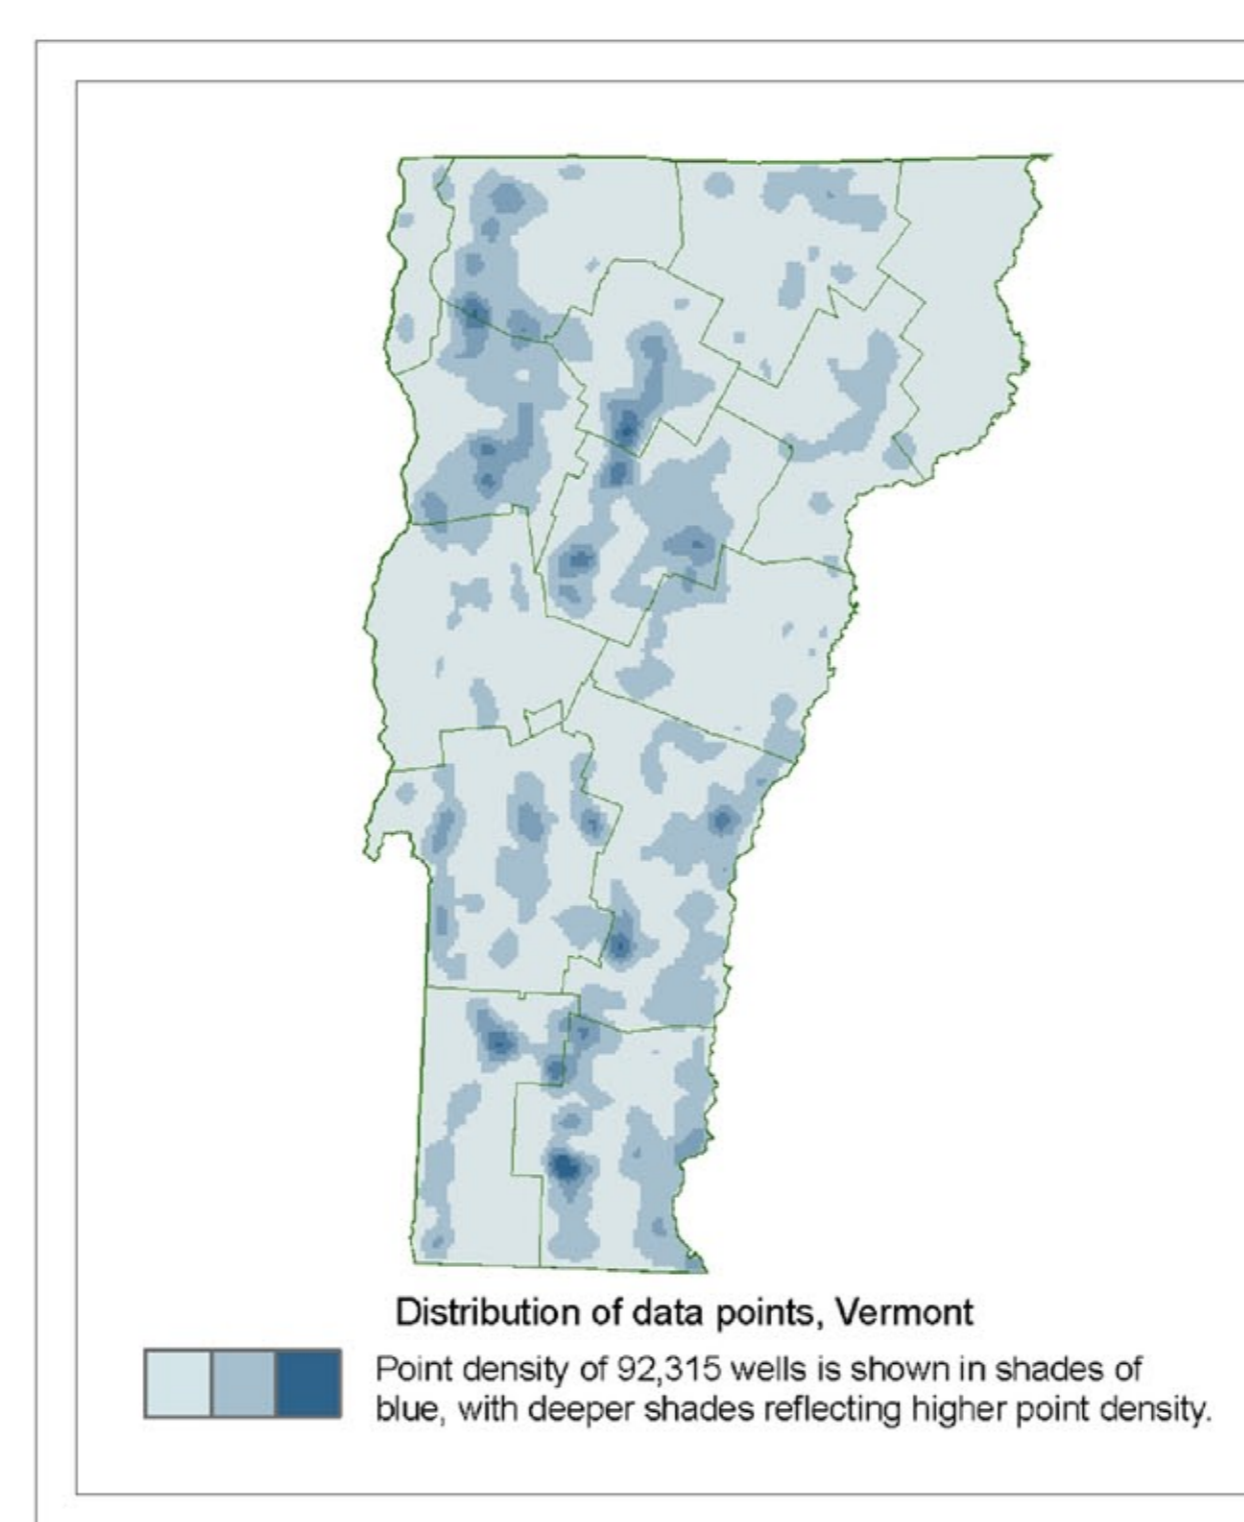 Distribution of data points, Vermont
Point density of 92,315 wells is shown in shades of
blue, with deeper shades reflecting higher point density.